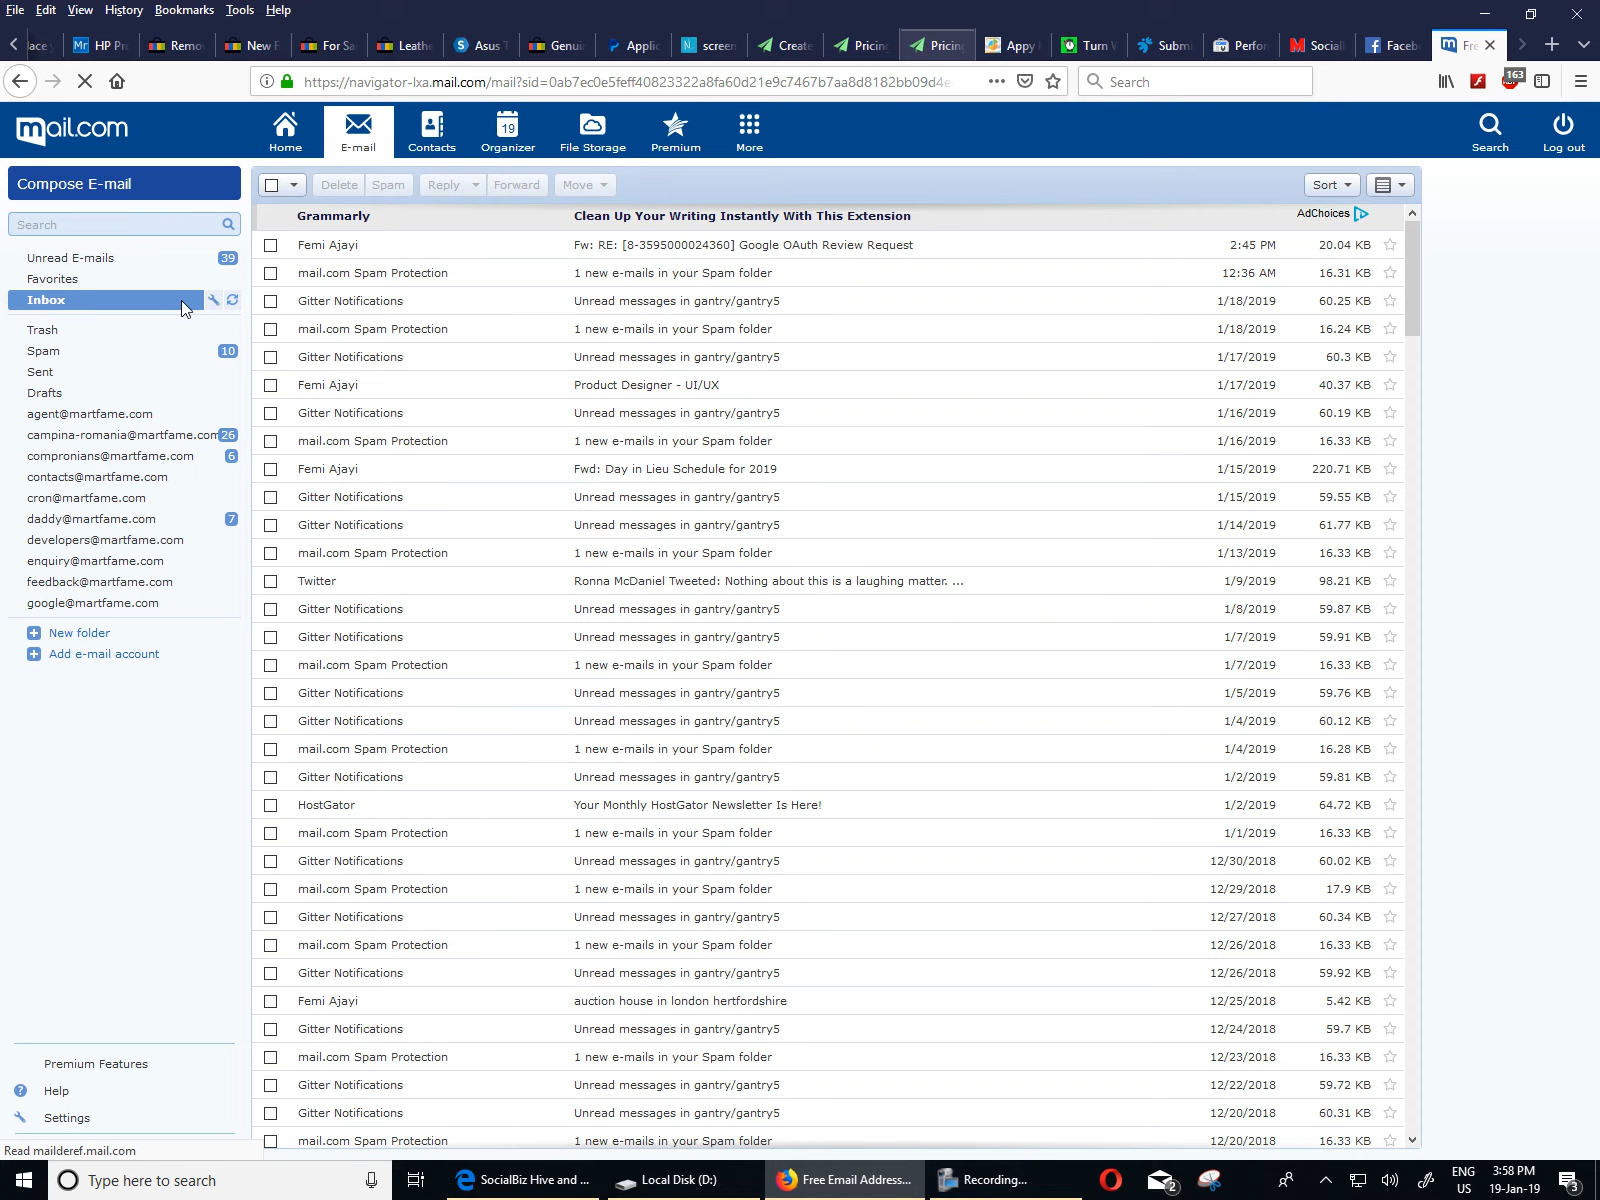 File Edit View History Bookmarks Tools Help
HP Pr Remo New F For Sa Leathe Asus T Genui Applic screen Create Pricin Pricing Appy Turn Submi Perfor Sociall Facebo Fre
https://navigator-lxa.mail.com/mail?sid=0ab7ec0e5feff40823322a8fa60d21e9c7467b7aa8d8182bb09d4e
Search
163
mail.com
Home E-mail Contacts 19 Organizer File Storage Premium More Search Log out
Compose E-mail
Search
Unread E-mails 39
Favorites
Inbox
Trash
Spam 10
Sent
Drafts
agent@martfame.com
campina-romania@martfame.com 26
compronians@martfame.com 6
contacts@martfame.com
cron@martfame.com
daddy@martfame.com 7
developers@martfame.com
enquiry@martfame.com
feedback@martfame.com
google@martfame.com
New folder
Add e-mail account
Premium Features
Help
Settings
Delete Spam Reply Forward Move Sort
Grammarly Clean Up Your Writing Instantly With This Extension AdChoices
Femi Ajayi Fw: RE: [8-3595000024360] Google OAuth Review Request 2:45 PM 20.04 KB
mail.com Spam Protection 1 new e-mails in your Spam folder 12:36 AM 16.31 KB
Gitter Notifications Unread messages in gantry/gantry5 1/18/2019 60.25 KB
mail.com Spam Protection 1 new e-mails in your Spam folder 1/18/2019 16.24 KB
Gitter Notifications Unread messages in gantry/gantry5 1/17/2019 60.3 KB
Femi Ajayi Product Designer - UI/UX 1/17/2019 40.37 KB
Gitter Notifications Unread messages in gantry/gantry5 1/16/2019 60.19 KB
mail.com Spam Protection 1 new e-mails in your Spam folder 1/16/2019 16.33 KB
Femi Ajayi Fwd: Day in Lieu Schedule for 2019 1/15/2019 220.71 KB
Gitter Notifications Unread messages in gantry/gantry5 1/15/2019 59.55 KB
Gitter Notifications Unread messages in gantry/gantry5 1/14/2019 61.77 KB
mail.com Spam Protection 1 new e-mails in your Spam folder 1/13/2019 16.33 KB
Twitter Ronna McDaniel Tweeted: Nothing about this is a laughing matter. ... 1/9/2019 98.21 KB
Gitter Notifications Unread messages in gantry/gantry5 1/8/2019 59.87 KB
Gitter Notifications Unread messages in gantry/gantry5 1/7/2019 59.91 KB
mail.com Spam Protection 1 new e-mails in your Spam folder 1/7/2019 16.33 KB
Gitter Notifications Unread messages in gantry/gantry5 1/5/2019 59.76 KB
Gitter Notifications Unread messages in gantry/gantry5 1/4/2019 60.12 KB
mail.com Spam Protection 1 new e-mails in your Spam folder 1/4/2019 16.28 KB
Gitter Notifications Unread messages in gantry/gantry5 1/2/2019 59.81 KB
HostGator Your Monthly HostGator Newsletter Is Here! 1/2/2019 64.72 KB
mail.com Spam Protection 1 new e-mails in your Spam folder 1/1/2019 16.33 KB
Gitter Notifications Unread messages in gantry/gantry5 12/30/2018 60.02 KB
mail.com Spam Protection 1 new e-mails in your Spam folder 12/29/2018 17.9 KB
Gitter Notifications Unread messages in gantry/gantry5 12/27/2018 60.34 KB
mail.com Spam Protection 1 new e-mails in your Spam folder 12/26/2018 16.33 KB
Gitter Notifications Unread messages in gantry/gantry5 12/26/2018 59.92 KB
Femi Ajayi auction house in london hertfordshire 12/25/2018 5.42 KB
Gitter Notifications Unread messages in gantry/gantry5 12/24/2018 59.7 KB
mail.com Spam Protection 1 new e-mails in your Spam folder 12/23/2018 16.33 KB
Gitter Notifications Unread messages in gantry/gantry5 12/22/2018 59.72 KB
Gitter Notifications Unread messages in gantry/gantry5 12/20/2018 60.31 KB
mail.com Spam Protection 1 new e-mails in your Spam folder 12/20/2018 16.33 KB
Read mailderef.mail.com
Type here to search SocialBiz Hive and ... Local Disk (D:) Free Email Address... Recording... 2 ENG US 3:58 PM 19-Jan-19 3